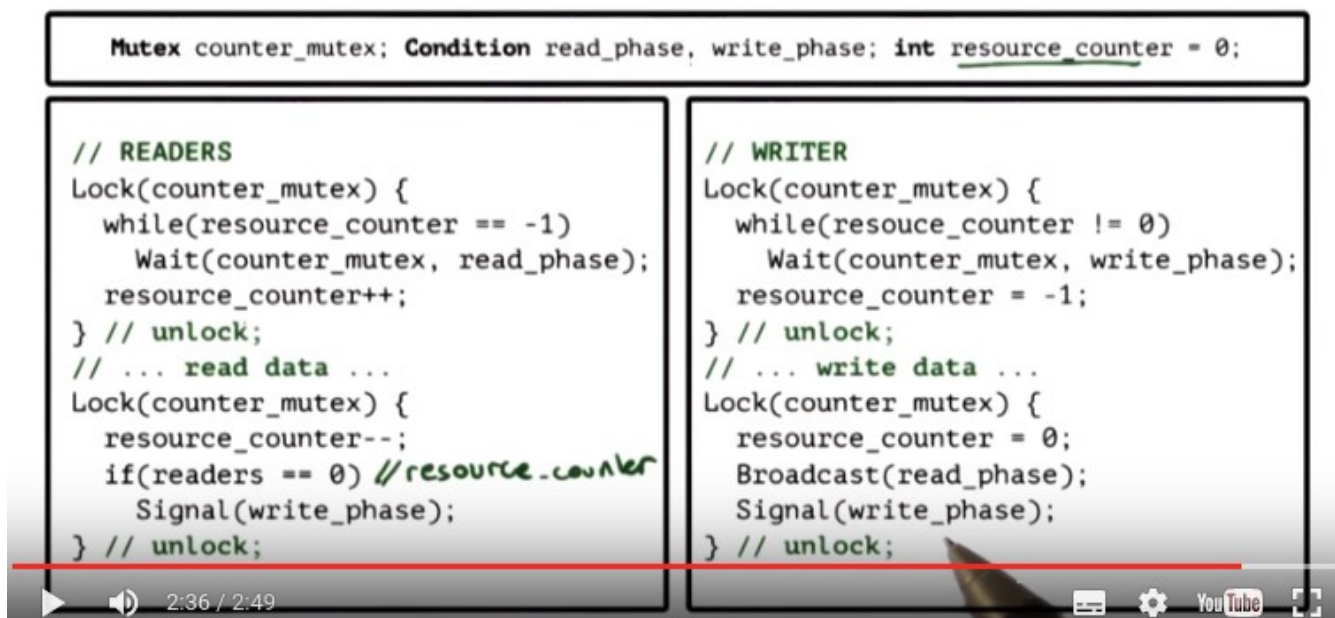 Mutex counter_mutex; Condition read_phase, write_phase; int resource_counter = 0;
// READERS
Lock(counter_mutex) {
while(resource_counter == -1)
Wait(counter_mutex, read_phase);
resource_counter++;
} // unlock;
// ... read data ...
Lock(counter_mutex) {
resource_counter--;
if(readers == 0) //resource_counter
Signal(write_phase);
} // unlock;
// WRITER
Lock(counter_mutex) {
while(resouce_counter != 0)
Wait(counter_mutex, write_phase);
resource_counter = -1;
} // unlock;
// ... write data ...
Lock(counter_mutex) {
resource_counter = 0;
Broadcast(read_phase);
Signal(write_phase);
} // unlock;
2:36 / 2:49
YouTube